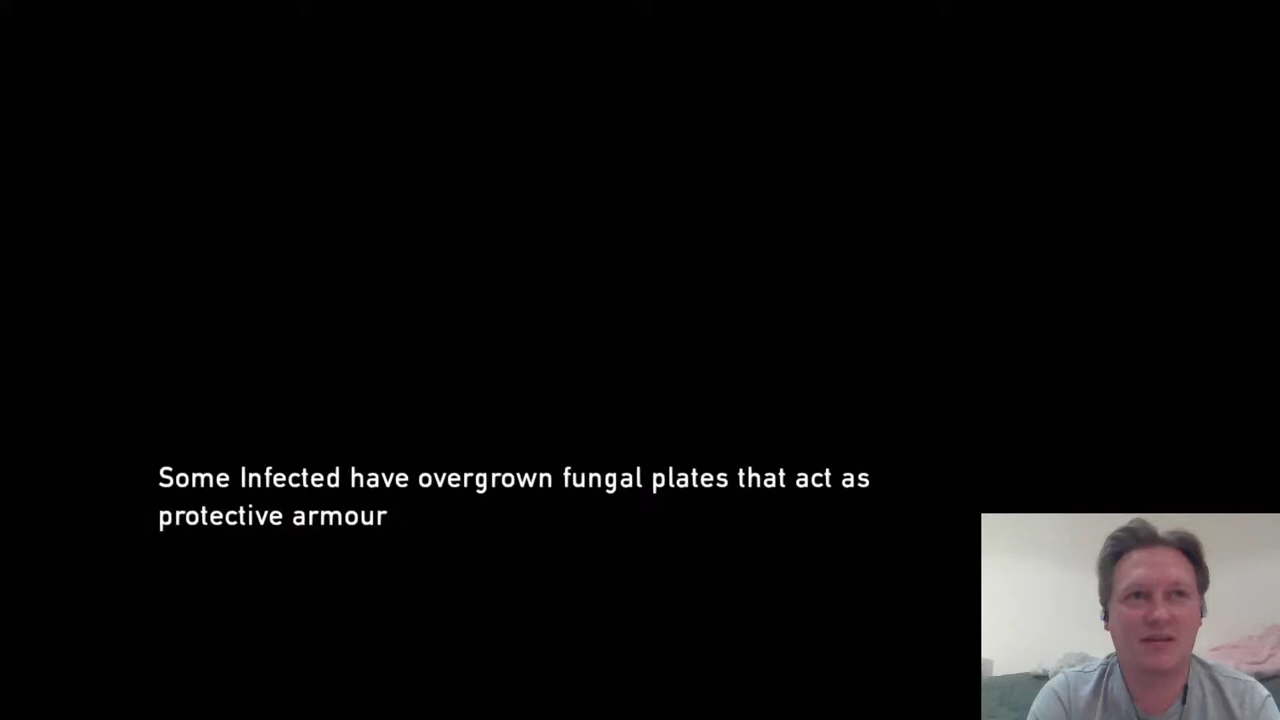 Some Infected have overgrown fungal plates that act as
protective armour